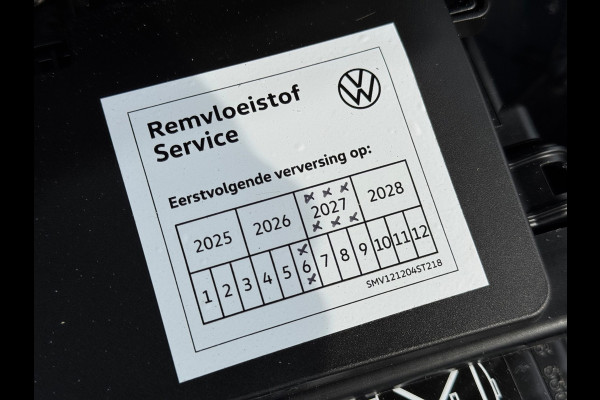 Remvloeistof
Service
Eerstvolgende verversing op:
2025 2026 2027 2028
1 2 3 4 5 6 7 8 9 10 11 12
SMV121204ST218